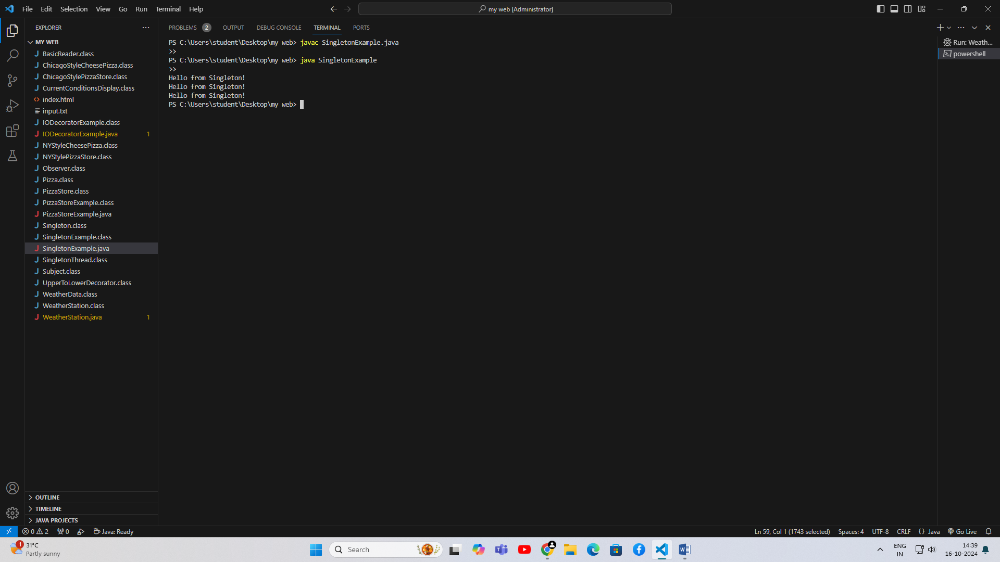 File Edit Selection View Go Run Terminal Help
my web [Administrator]
EXPLORER
MY WEB
BasicReader.class
ChicagoStyleCheesePizza.class
ChicagoStylePizzaStore.class
CurrentConditionsDisplay.class
index.html
input.txt
IODecoratorExample.class
IODecoratorExample.java 1
NYStyleCheesePizza.class
NYStylePizzaStore.class
Observer.class
Pizza.class
PizzaStore.class
PizzaStoreExample.class
PizzaStoreExample.java
Singleton.class
SingletonExample.class
SingletonExample.java
SingletonThread.class
Subject.class
UpperToLowerDecorator.class
WeatherData.class
WeatherStation.class
WeatherStation.java 1
OUTLINE
TIMELINE
JAVA PROJECTS
PROBLEMS 2 OUTPUT DEBUG CONSOLE TERMINAL PORTS
PS C:\Users\student\Desktop\my web> javac SingletonExample.java
>>
PS C:\Users\student\Desktop\my web> java SingletonExample
>>
Hello from Singleton!
Hello from Singleton!
Hello from Singleton!
PS C:\Users\student\Desktop\my web>
Run: Weath...
powershell
0 2 0 Java: Ready
Ln 59, Col 1 (1743 selected) Spaces: 4 UTF-8 CRLF {} Java Go Live
1
31°C
Partly sunny
Search
ENG
IN
14:39
16-10-2024